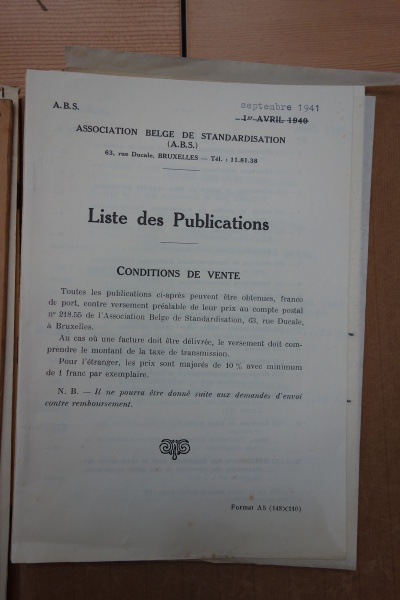 A.B.S.
septembre 1941
1er AVRIL 1940
ASSOCIATION BELGE DE STANDARDISATION
(A.B.S.)
63, rue Ducale, BRUXELLES — Tél. : 11.81.38
Liste des Publications
CONDITIONS DE VENTE
Toutes les publications ci-après peuvent être obtenues, franco
de port, contre versement préalable de leur prix au compte postal
n° 218.55 de l'Association Belge de Standardisation, 63, rue Ducale,
à Bruxelles.
Au cas où une facture doit être délivrée, le versement doit com-
prendre le montant de la taxe de transmission.
Pour l'étranger, les prix sont majorés de 10 % avec minimum
de 1 franc par exemplaire.
N. B. — Il ne pourra être donné suite aux demandes d'envoi
contre remboursement.
Format A5 (148×210)